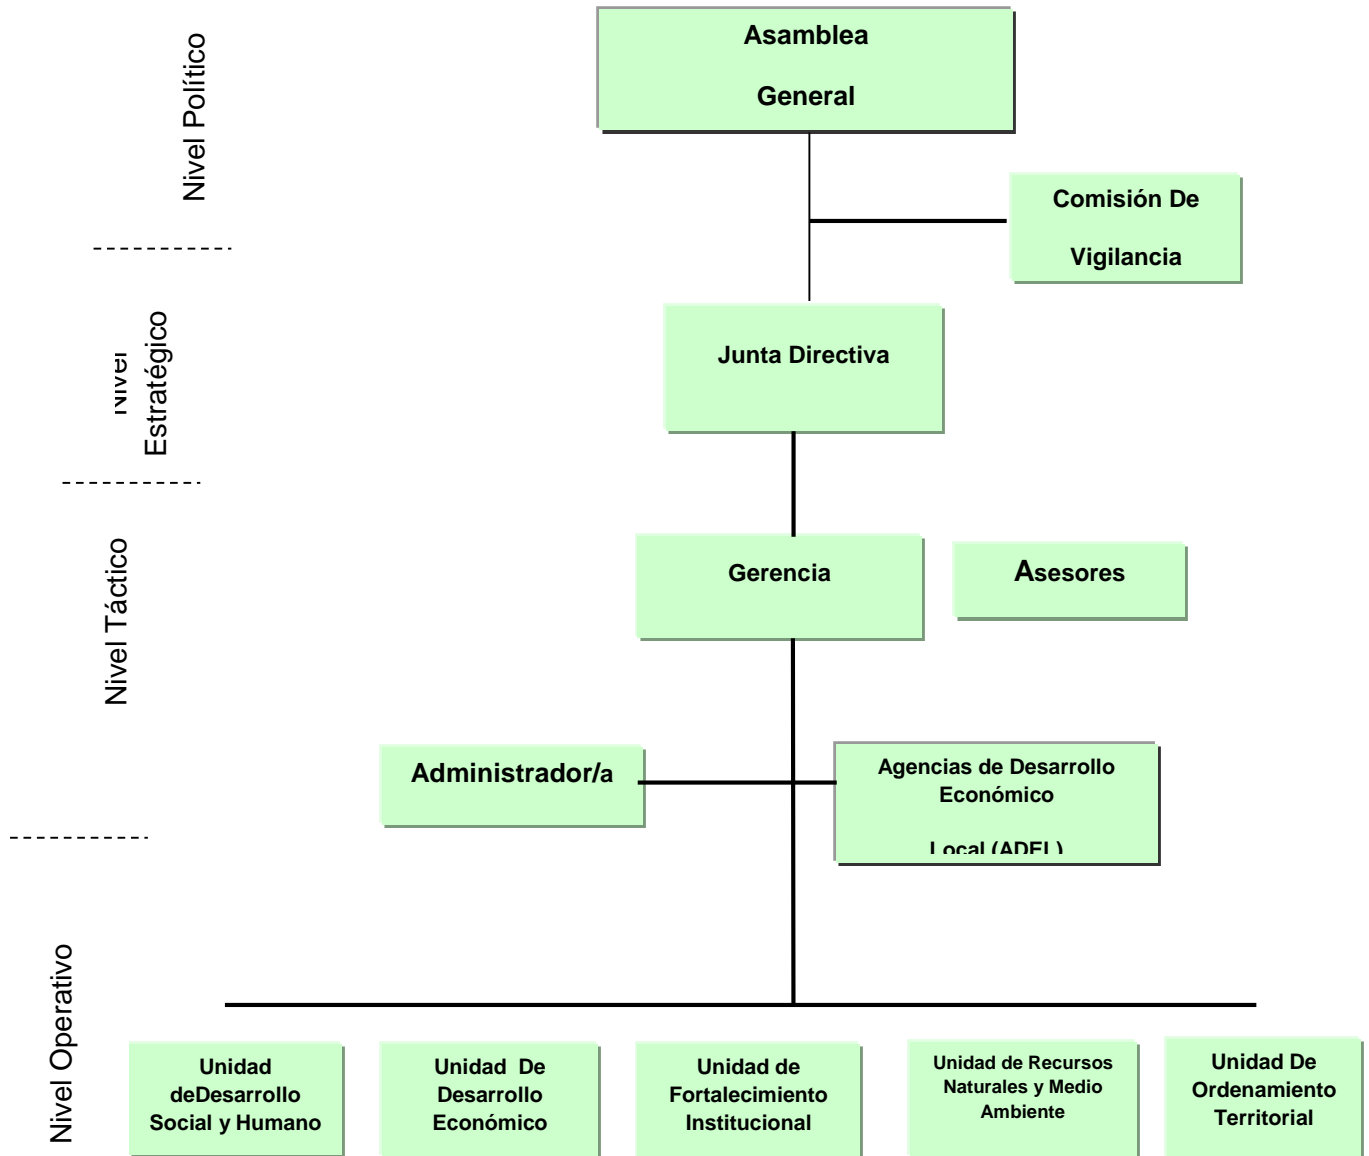 Nivel Político
Asamblea
General
Comisión De
Vigilancia
Nivel
Estratégico
Junta Directiva
Nivel Táctico
Gerencia
Asesores
Administrador/a
Agencias de Desarrollo
Económico
Local (ADEL)
Nivel Operativo
Unidad
deDesarrollo
Social y Humano
Unidad De
Desarrollo
Económico
Unidad de
Fortalecimiento
Institucional
Unidad de Recursos
Naturales y Medio
Ambiente
Unidad De
Ordenamiento
Territorial